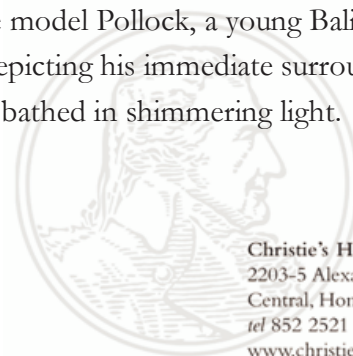 model Pollock, a young Bali
epicting his immediate surrou
bathed in shimmering light.
Christie's H
2203-5 Alexa
Central, Hon
tel 852 2521
www.christie